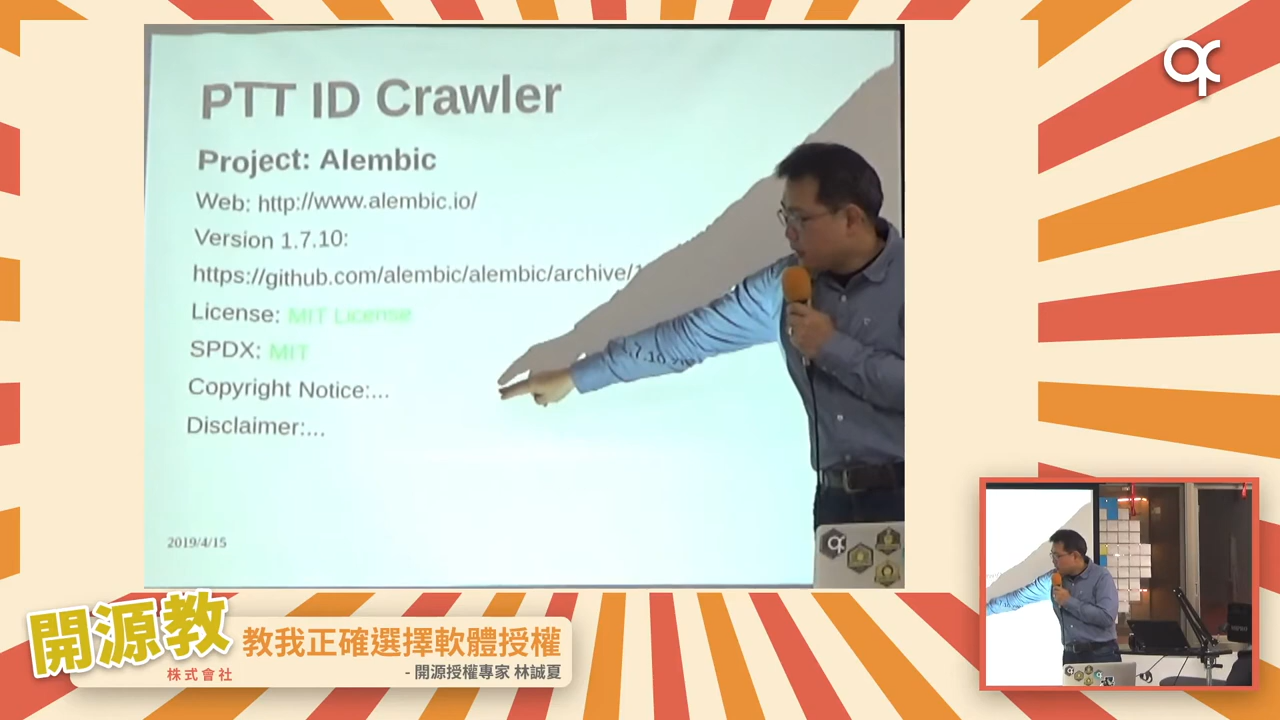 PTT ID Crawler
Project: Alembic
Web: http://www.alembic.io/
Version 1.7.10:
https://github.com/alembic/alembic/archive/1
License: MIT License
SPDX: MIT
Copyright Notice:...
Disclaimer:...
2019/4/15
開源教
株式會社
教我正確選擇軟體授權
- 開源授權專家 林誠夏